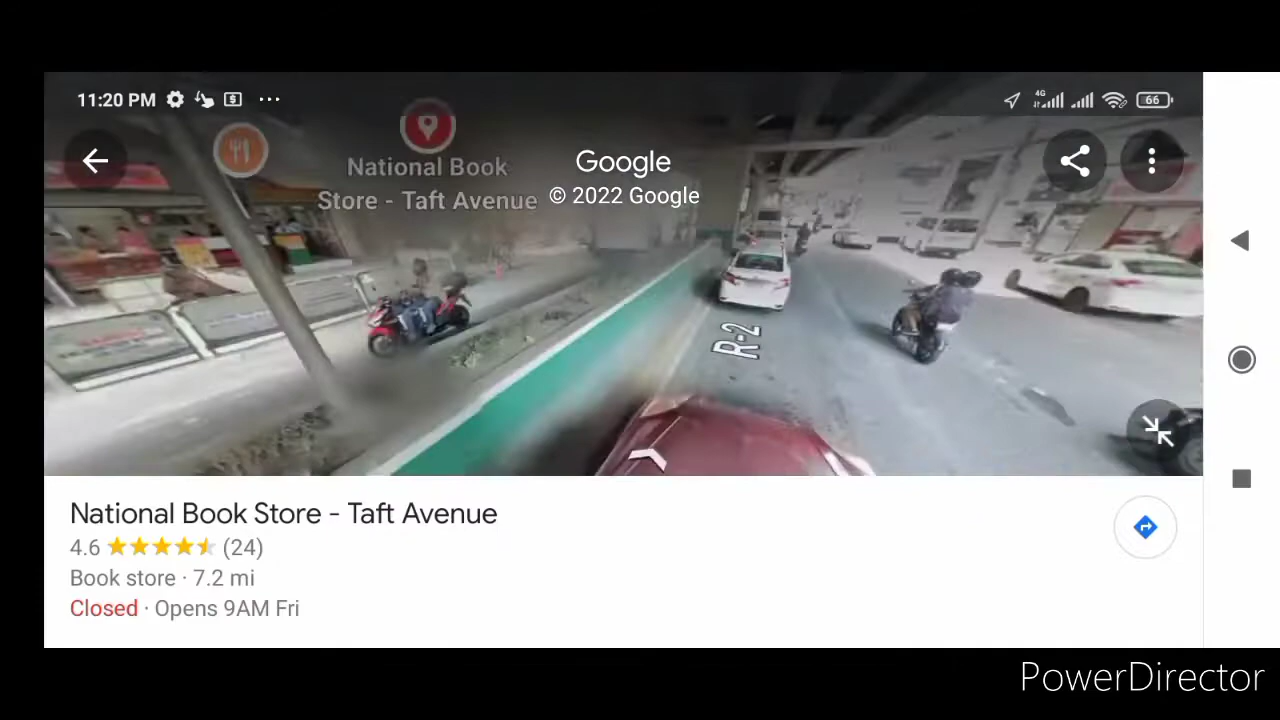 11:20 PM
4G
66
National Book
Store - Taft Avenue
Google
© 2022 Google
R-2
National Book Store - Taft Avenue
4.6 (24)
Book store · 7.2 mi
Closed · Opens 9AM Fri
PowerDirector